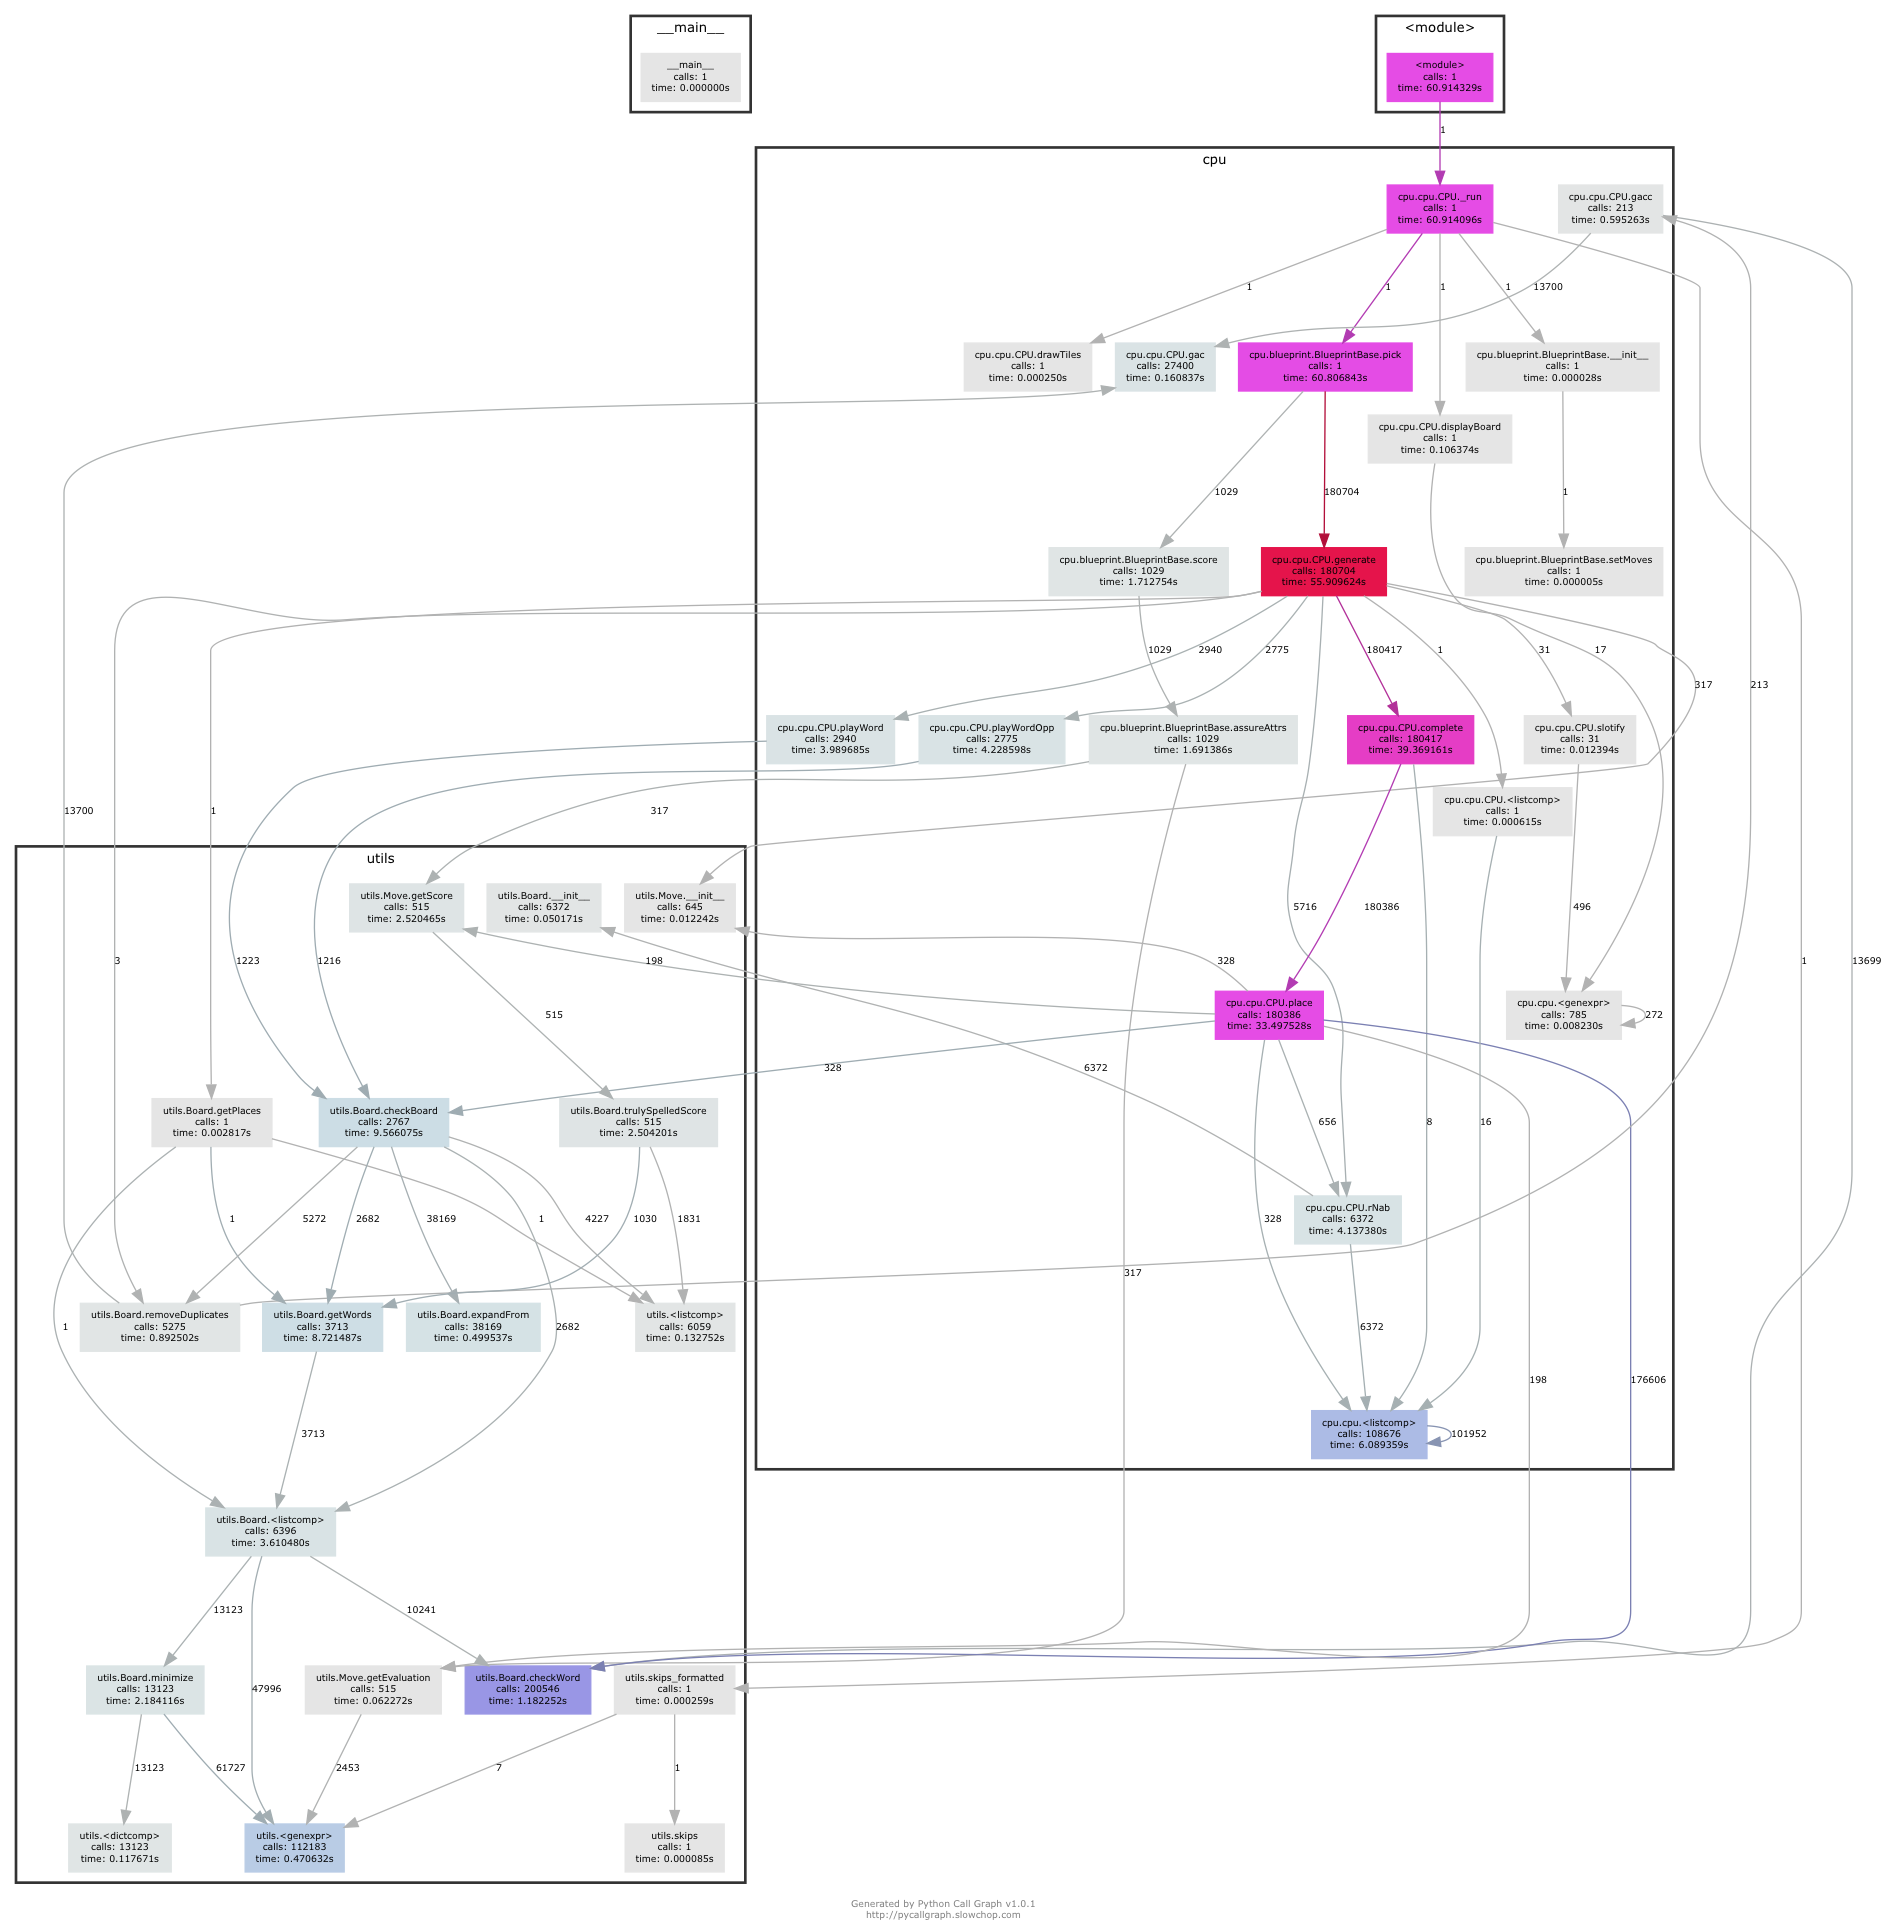 __main__
__main__
calls: 1
time: 0.000000s
<module>
<module>
calls: 1
time: 60.914329s
1
cpu
cpu.cpu.CPU._run
calls: 1
time: 60.914096s
cpu.cpu.CPU.gacc
calls: 213
time: 0.595263s
1
1
1
1
13700
cpu.cpu.CPU.drawTiles
calls: 1
time: 0.000250s
cpu.cpu.CPU.gac
calls: 27400
time: 0.160837s
cpu.blueprint.BlueprintBase.pick
calls: 1
time: 60.806843s
cpu.blueprint.BlueprintBase.__init__
calls: 1
time: 0.000028s
cpu.cpu.CPU.displayBoard
calls: 1
time: 0.106374s
1029
180704
1
cpu.blueprint.BlueprintBase.score
calls: 1029
time: 1.712754s
cpu.cpu.CPU.generate
calls: 180704
time: 55.909624s
cpu.blueprint.BlueprintBase.setMoves
calls: 1
time: 0.000005s
1029
2940
2775
180417
1
31
17
317
213
cpu.cpu.CPU.playWord
calls: 2940
time: 3.989685s
cpu.cpu.CPU.playWordOpp
calls: 2775
time: 4.228598s
cpu.blueprint.BlueprintBase.assureAttrs
calls: 1029
time: 1.691386s
cpu.cpu.CPU.complete
calls: 180417
time: 39.369161s
cpu.cpu.CPU.slotify
calls: 31
time: 0.012394s
cpu.cpu.CPU.<listcomp>
calls: 1
time: 0.000615s
13700
1
317
utils
utils.Move.getScore
calls: 515
time: 2.520465s
utils.Board.__init__
calls: 6372
time: 0.050171s
utils.Move.__init__
calls: 645
time: 0.012242s
5716
180386
496
3
1223
1216
198
328
1
13699
cpu.cpu.CPU.place
calls: 180386
time: 33.497528s
cpu.cpu.<genexpr>
calls: 785
time: 0.008230s
272
515
328
6372
utils.Board.getPlaces
calls: 1
time: 0.002817s
utils.Board.checkBoard
calls: 2767
time: 9.566075s
utils.Board.trulySpelledScore
calls: 515
time: 2.504201s
656
8
16
cpu.cpu.CPU.rNab
calls: 6372
time: 4.137380s
1
5272
2682
38169
1
4227
1030
1831
328
317
utils.Board.removeDuplicates
calls: 5275
time: 0.892502s
utils.Board.getWords
calls: 3713
time: 8.721487s
utils.Board.expandFrom
calls: 38169
time: 0.499537s
utils.<listcomp>
calls: 6059
time: 0.132752s
1
2682
6372
198
176606
cpu.cpu.<listcomp>
calls: 108676
time: 6.089359s
101952
3713
utils.Board.<listcomp>
calls: 6396
time: 3.610480s
13123
10241
utils.Board.minimize
calls: 13123
time: 2.184116s
47996
utils.Move.getEvaluation
calls: 515
time: 0.062272s
utils.Board.checkWord
calls: 200546
time: 1.182252s
utils.skips_formatted
calls: 1
time: 0.000259s
13123
61727
2453
7
1
utils.<dictcomp>
calls: 13123
time: 0.117671s
utils.<genexpr>
calls: 112183
time: 0.470632s
utils.skips
calls: 1
time: 0.000085s
Generated by Python Call Graph v1.0.1
http://pycallgraph.slowchop.com